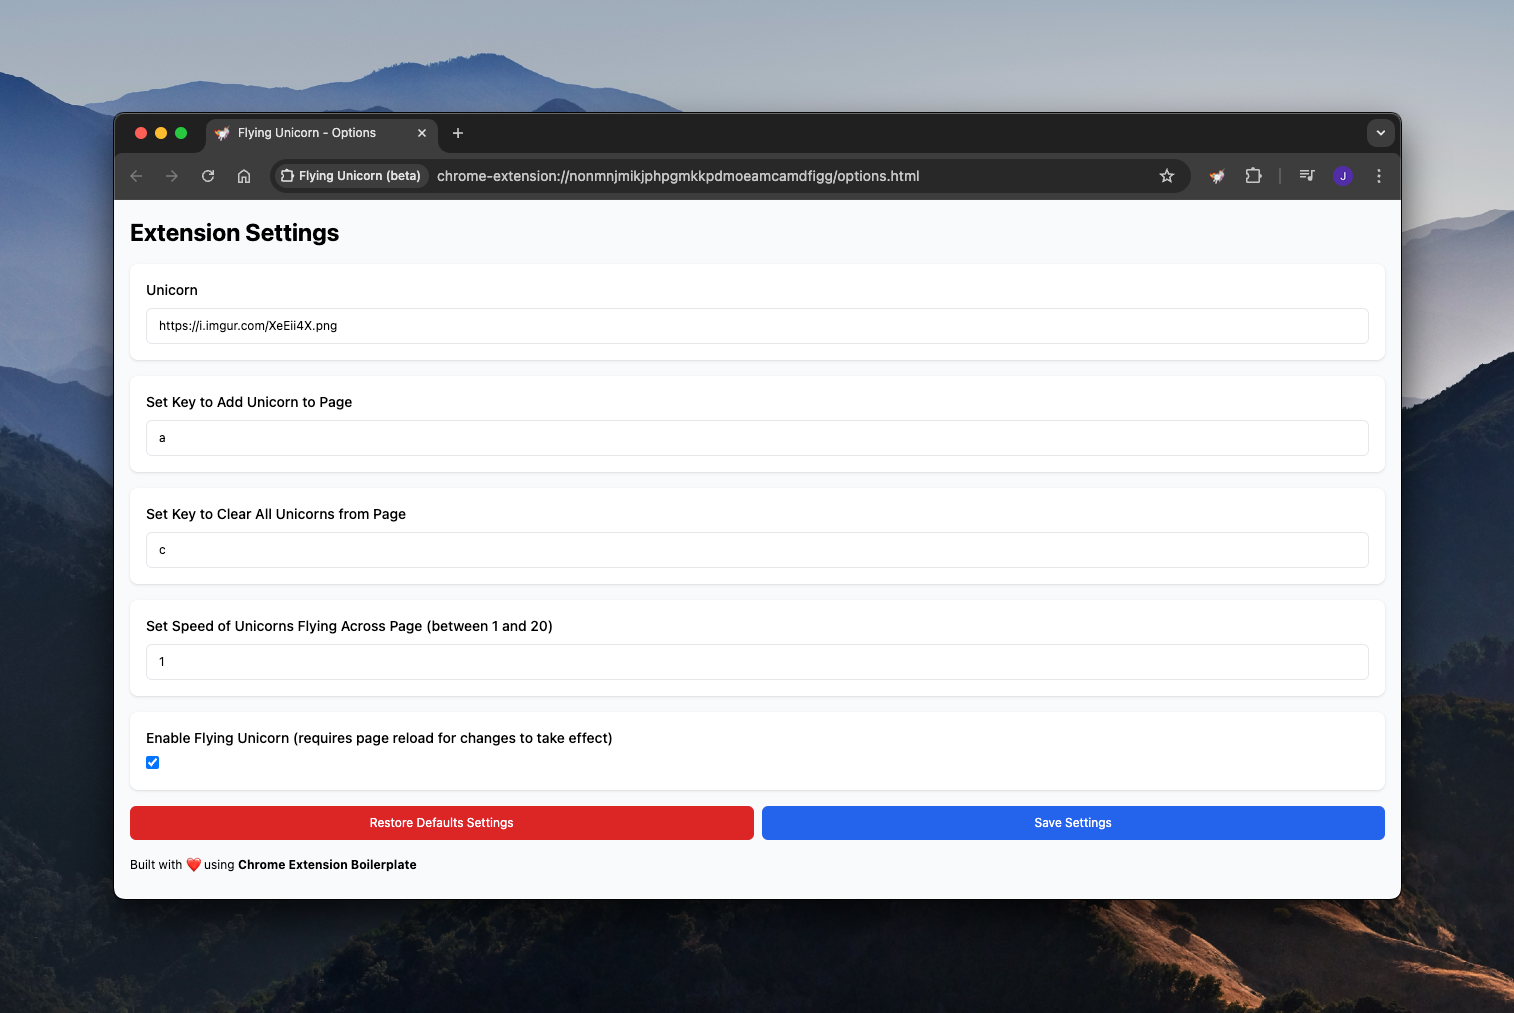 Flying Unicorn - Options
Flying Unicorn (beta) chrome-extension://nonmnjmikjphpgmkkpdmoeamcamdfigg/options.html
J
Extension Settings
Unicorn
https://i.imgur.com/XeEii4X.png
Set Key to Add Unicorn to Page
a
Set Key to Clear All Unicorns from Page
c
Set Speed of Unicorns Flying Across Page (between 1 and 20)
1
Enable Flying Unicorn (requires page reload for changes to take effect)
Restore Defaults Settings
Save Settings
Built with ❤️ using Chrome Extension Boilerplate